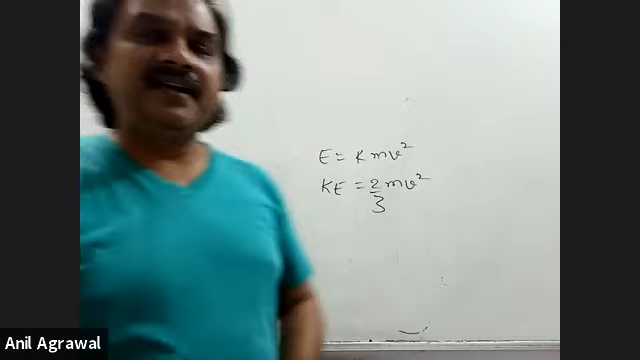 E = K mv²
KE = 2/3 mv²
Anil Agrawal